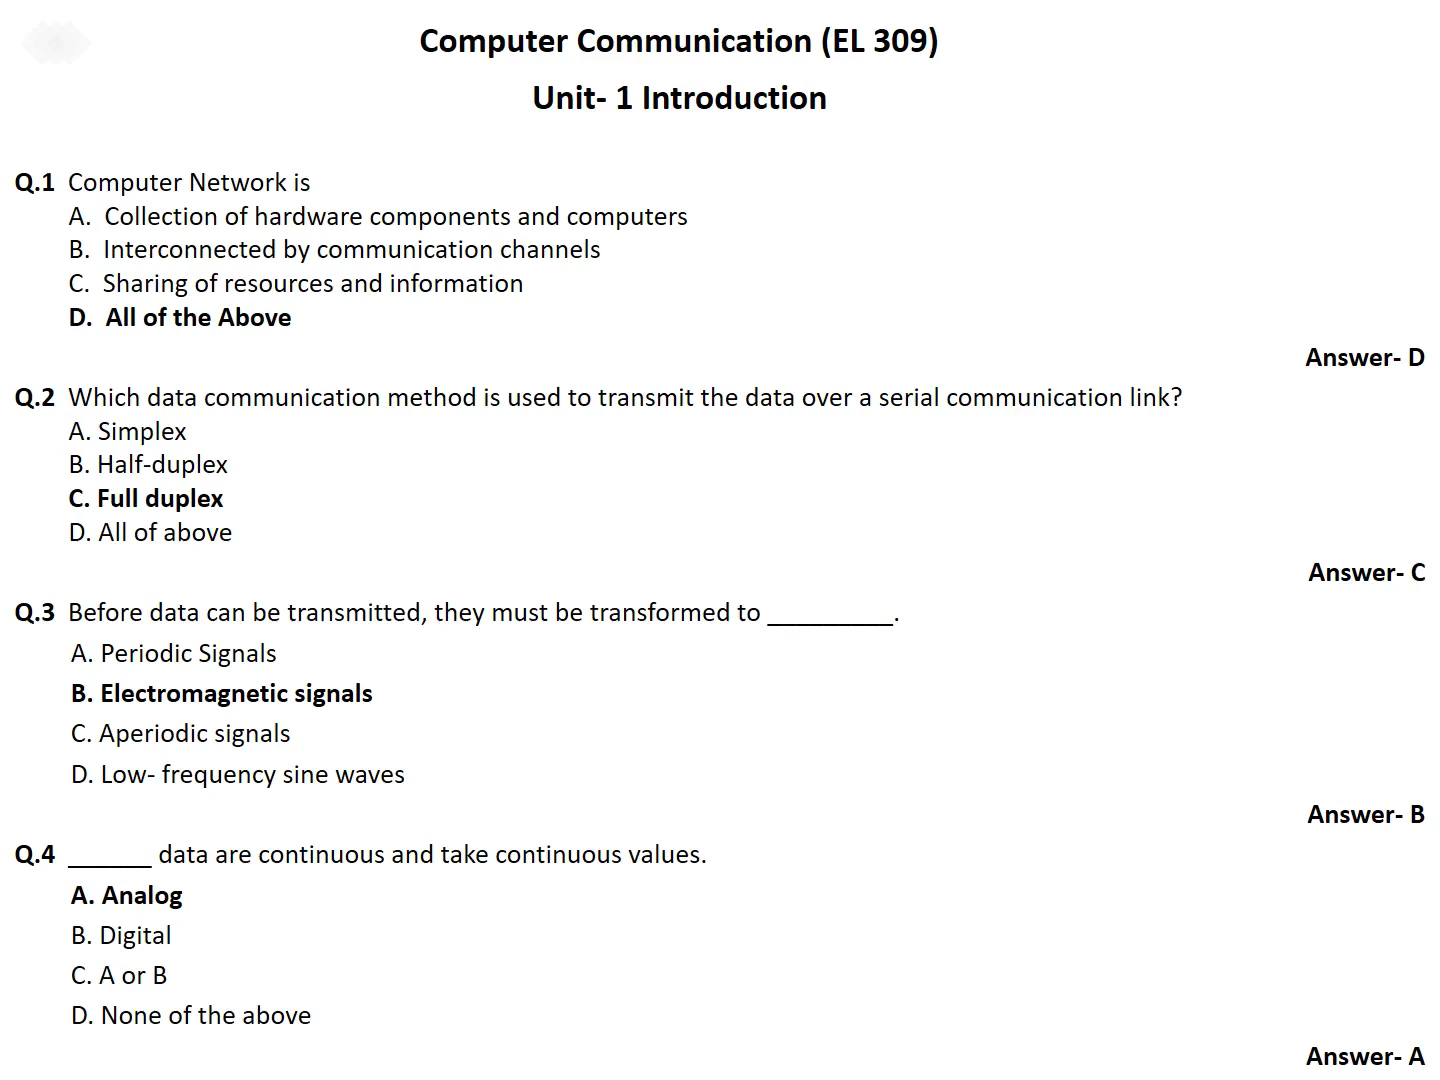 Computer Communication (EL 309)
Unit- 1 Introduction
Q.1 Computer Network is
A. Collection of hardware components and computers
B. Interconnected by communication channels
C. Sharing of resources and information
D. All of the Above
Answer- D
Q.2 Which data communication method is used to transmit the data over a serial communication link?
A. Simplex
B. Half-duplex
C. Full duplex
D. All of above
Answer- C
Q.3 Before data can be transmitted, they must be transformed to __________.
A. Periodic Signals
B. Electromagnetic signals
C. Aperiodic signals
D. Low- frequency sine waves
Answer- B
Q.4 _______ data are continuous and take continuous values.
A. Analog
B. Digital
C. A or B
D. None of the above
Answer- A